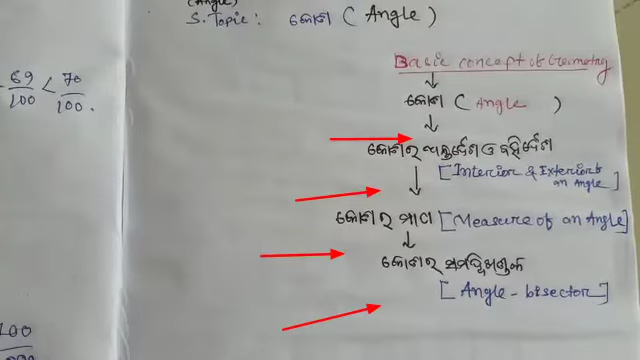 (Angle)
S. Topic: କୋଣ (Angle)
Basic concept of Geometry
କୋଣ (Angle)
କୋଣର ଅନ୍ତର୍ଦେଶ ଓ ବହିର୍ଦେଶ
[Interior & Exterior of
an Angle]
କୋଣର ମାପ [Measure of an Angle]
କୋଣର ସମଦ୍ବିଖଣ୍ଡକ
[Angle-bisector]
69/100 < 70/100.
100